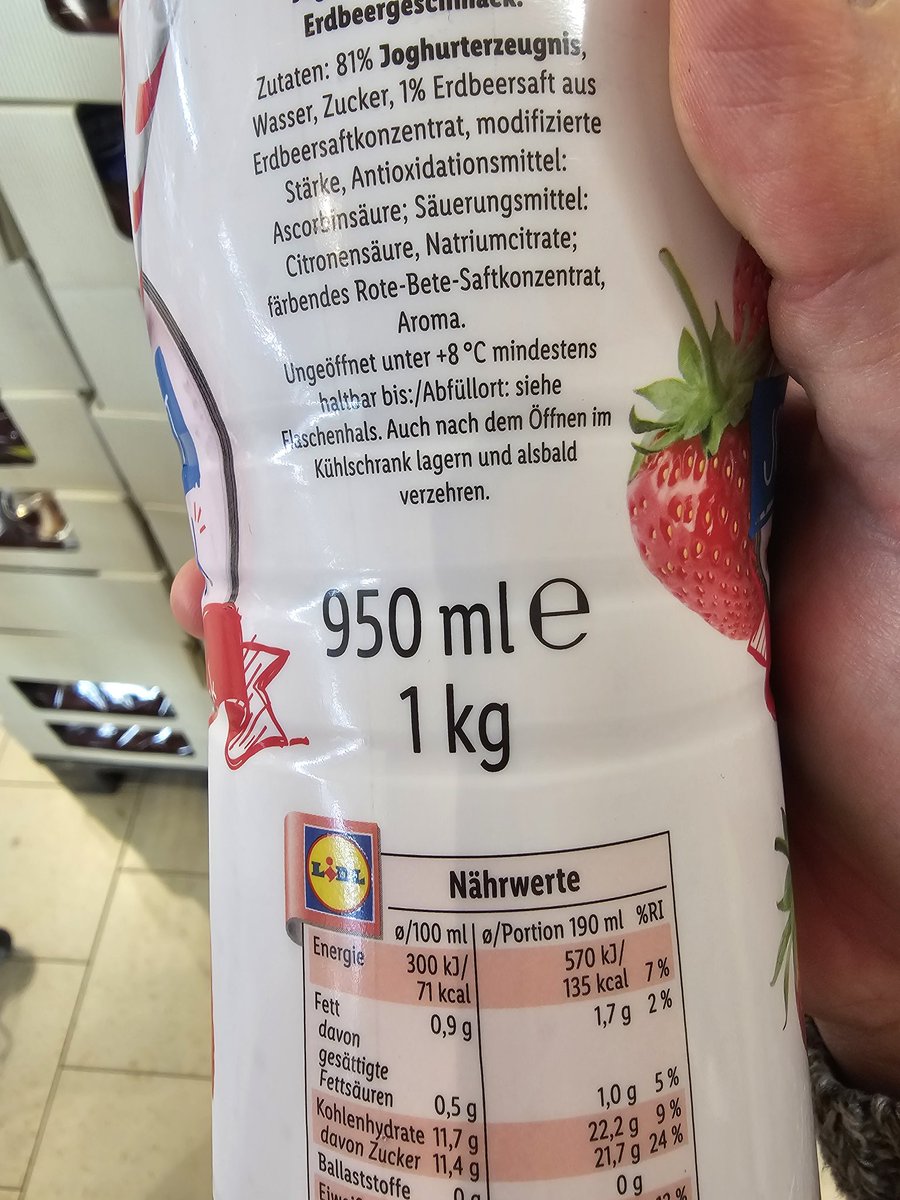 Erdbeergeschmack.
Zutaten: 81% Joghurterzeugnis,
Wasser, Zucker, 1% Erdbeersaft aus
Erdbeersaftkonzentrat, modifizierte
Stärke, Antioxidationsmittel:
Ascorbinsäure; Säuerungsmittel:
Citronensäure, Natriumcitrate;
färbendes Rote-Bete-Saftkonzentrat,
Aroma.
Ungeöffnet unter +8 °C mindestens
haltbar bis:/Abfüllort: siehe
Flaschenhals. Auch nach dem Öffnen im
Kühlschrank lagern und alsbald
verzehren.
950 ml e
1 kg
LIDL
Nährwerte
ø/100 ml ø/Portion 190 ml %RI
Energie 300 kJ/ 570 kJ/
71 kcal 135 kcal 7 %
Fett 0,9 g 1,7 g 2 %
davon
gesättigte
Fettsäuren 0,5 g 1,0 g 5 %
Kohlenhydrate 11,7 g 22,2 g 9 %
davon Zucker 11,4 g 21,7 g 24 %
Ballaststoffe 0 g 0 g